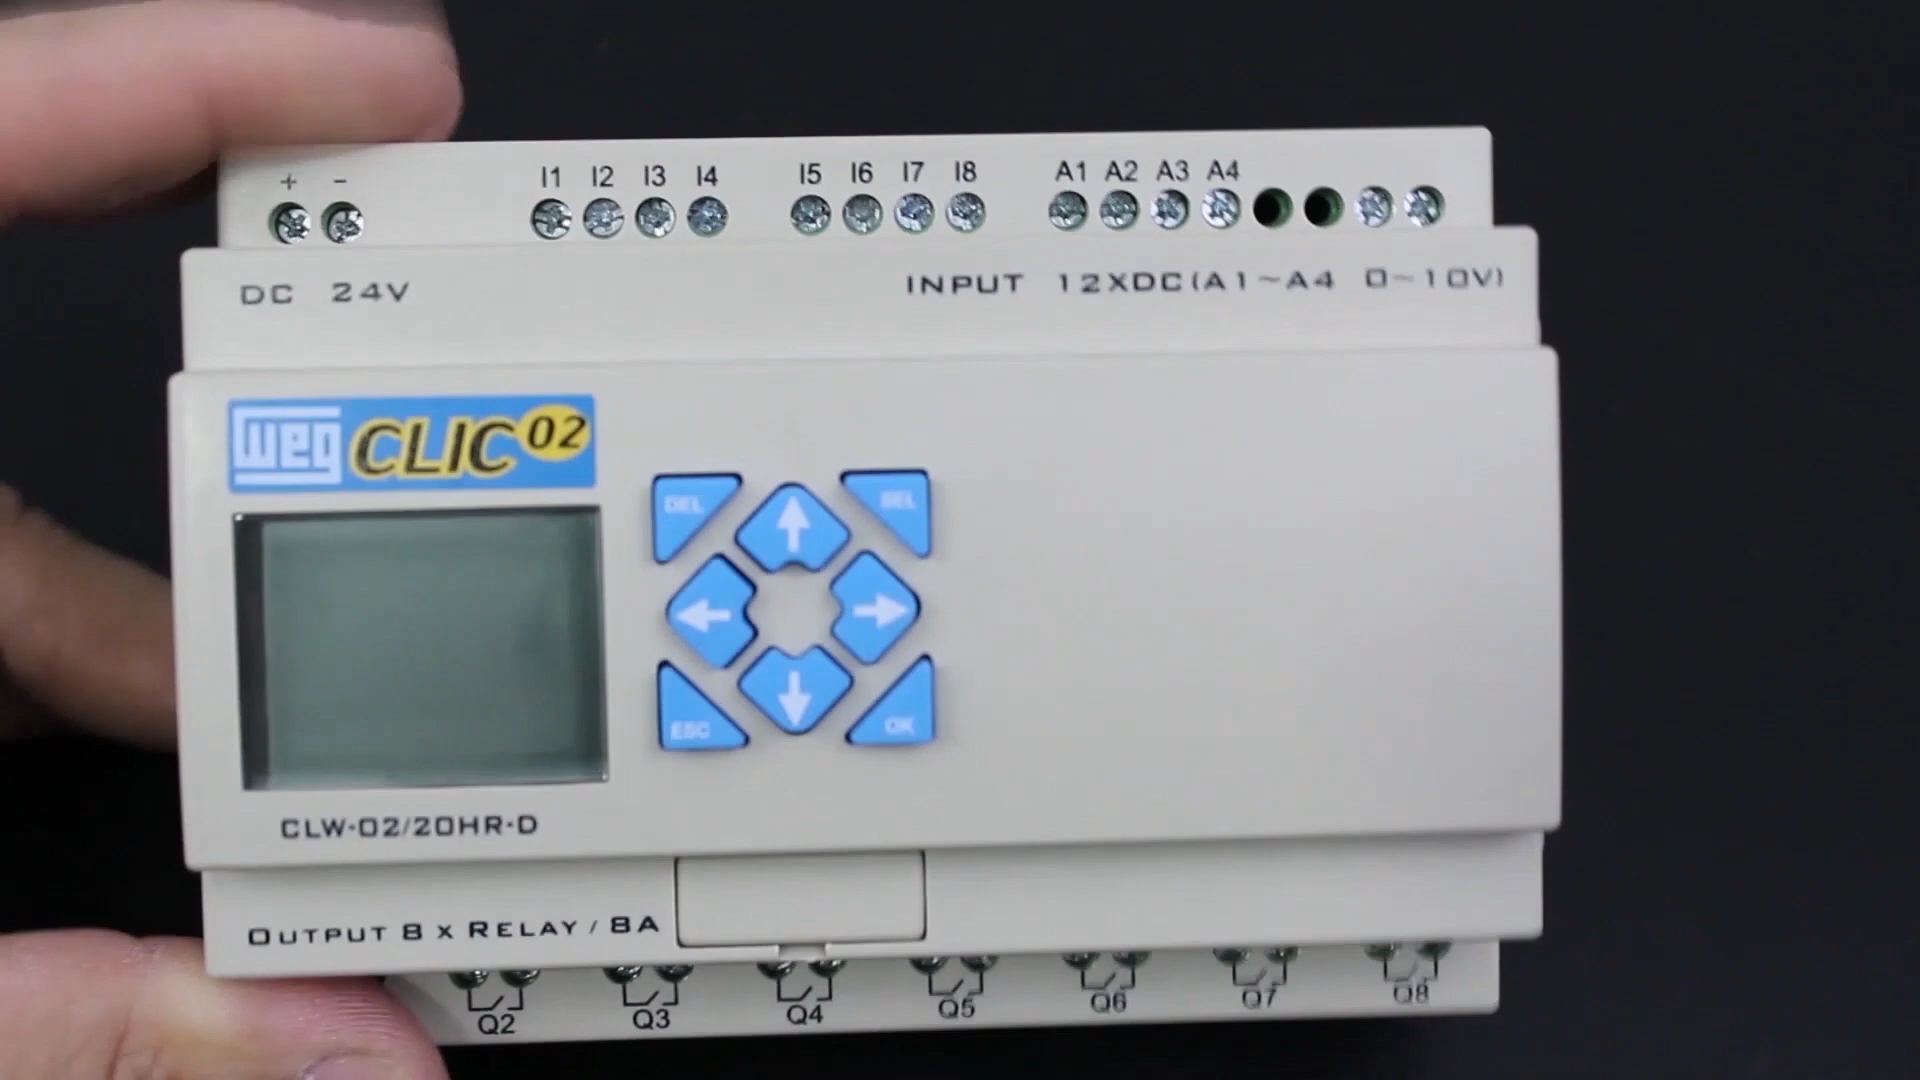 + - I1 I2 I3 I4 I5 I6 I7 I8 A1 A2 A3 A4
DC 24V INPUT 12XDC(A1~A4 0~10V)
weg CLIC 02
DEL SEL
ESC OK
CLW-02/20HR-D
OUTPUT 8 X RELAY / 8A
Q2 Q3 Q4 Q5 Q6 Q7 Q8